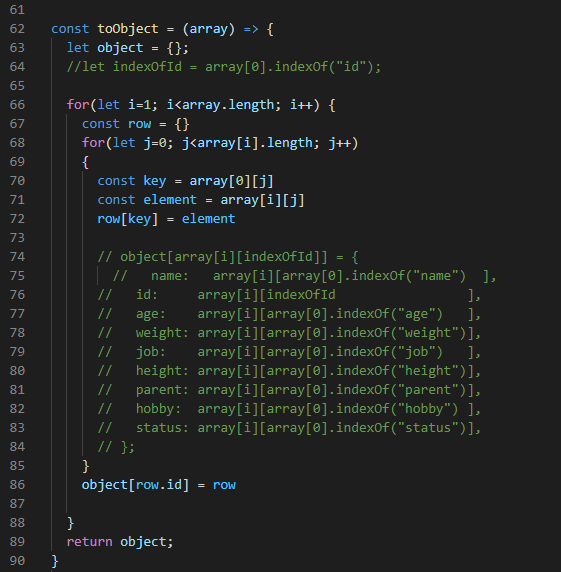 61
62 const toObject = (array) => {
63   let object = {};
64   //let indexOfId = array[0].indexOf("id");
65
66   for(let i=1; i<array.length; i++) {
67     const row = {}
68     for(let j=0; j<array[i].length; j++)
69     {
70       const key = array[0][j]
71       const element = array[i][j]
72       row[key] = element
73
74       // object[array[i][indexOfId]] = {
75         //   name:   array[i][array[0].indexOf("name")  ],
76       //   id:     array[i][indexOfId                 ],
77       //   age:    array[i][array[0].indexOf("age")   ],
78       //   weight: array[i][array[0].indexOf("weight")],
79       //   job:    array[i][array[0].indexOf("job")   ],
80       //   height: array[i][array[0].indexOf("height")],
81       //   parent: array[i][array[0].indexOf("parent")],
82       //   hobby:  array[i][array[0].indexOf("hobby") ],
83       //   status: array[i][array[0].indexOf("status")],
84       // };
85     }
86     object[row.id] = row
87
88   }
89   return object;
90 }